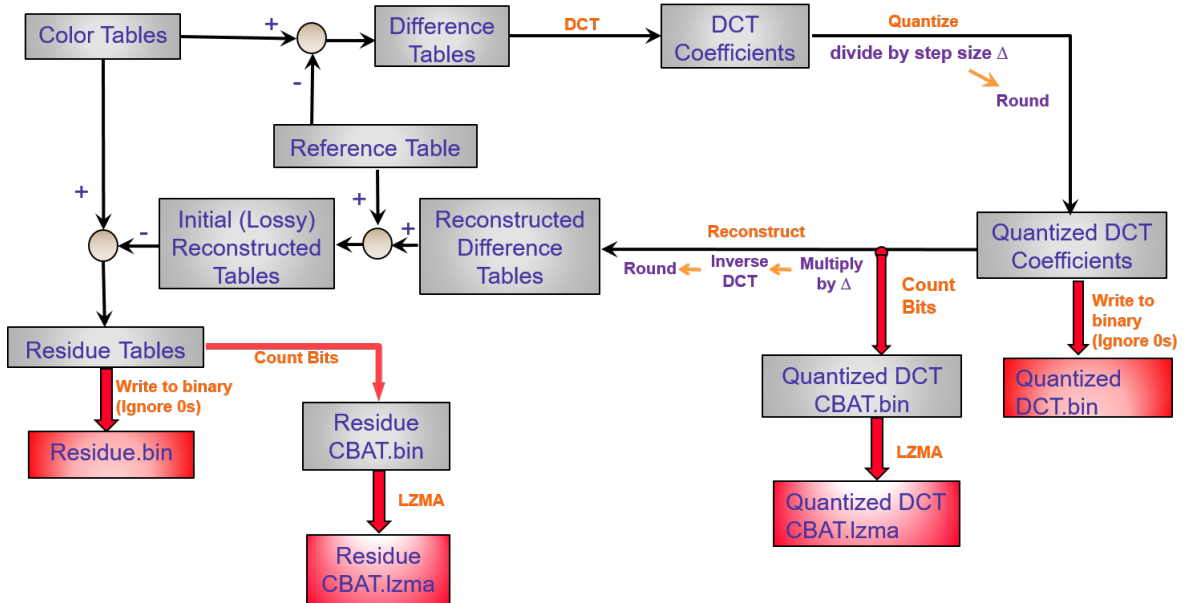 Color Tables
+
-
Difference
Tables
DCT
DCT
Coefficients
Quantize
divide by step size Δ
Round
Reference Table
+
+
+
-
Initial (Lossy)
Reconstructed
Tables
Reconstructed
Difference
Tables
Reconstruct
Round
Inverse
DCT
Multiply
by Δ
Quantized DCT
Coefficients
Count
Bits
Write to
binary
(Ignore 0s)
Residue Tables
Count Bits
Write to binary
(Ignore 0s)
Quantized DCT
CBAT.bin
Quantized
DCT.bin
Residue.bin
Residue
CBAT.bin
LZMA
LZMA
Quantized DCT
CBAT.lzma
Residue
CBAT.lzma